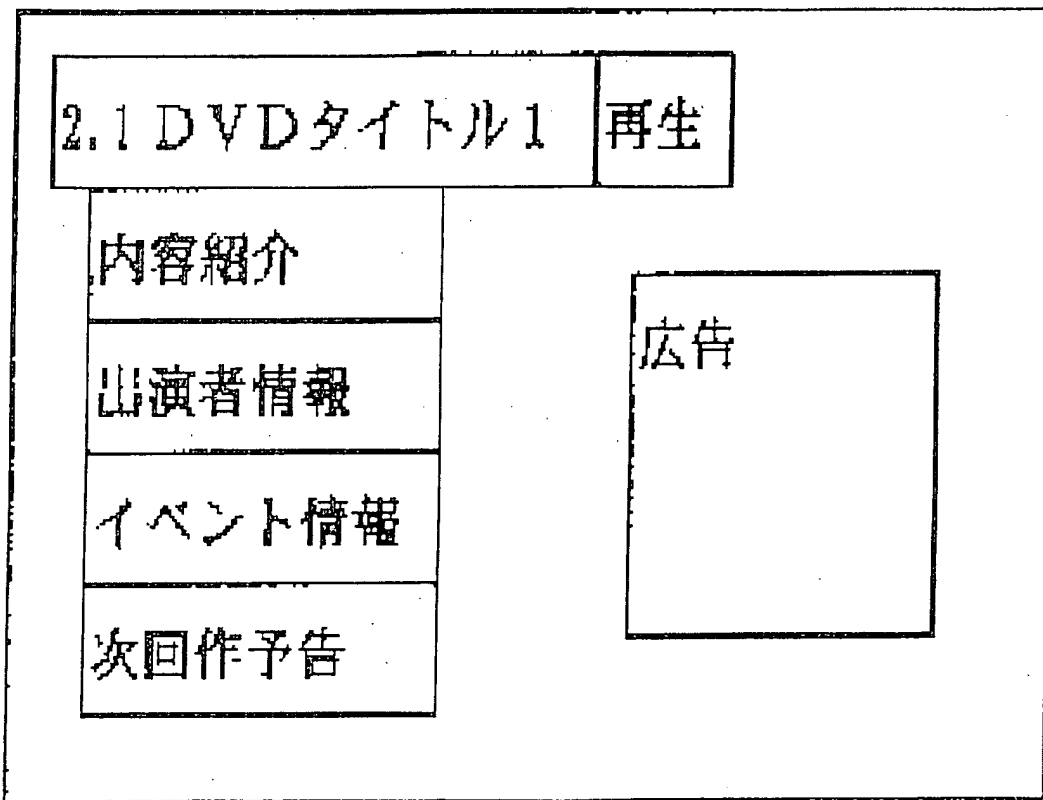 2.1 DVDタイトル1 再生
内容紹介
出演者情報
広告
イベント情報
次回作予告